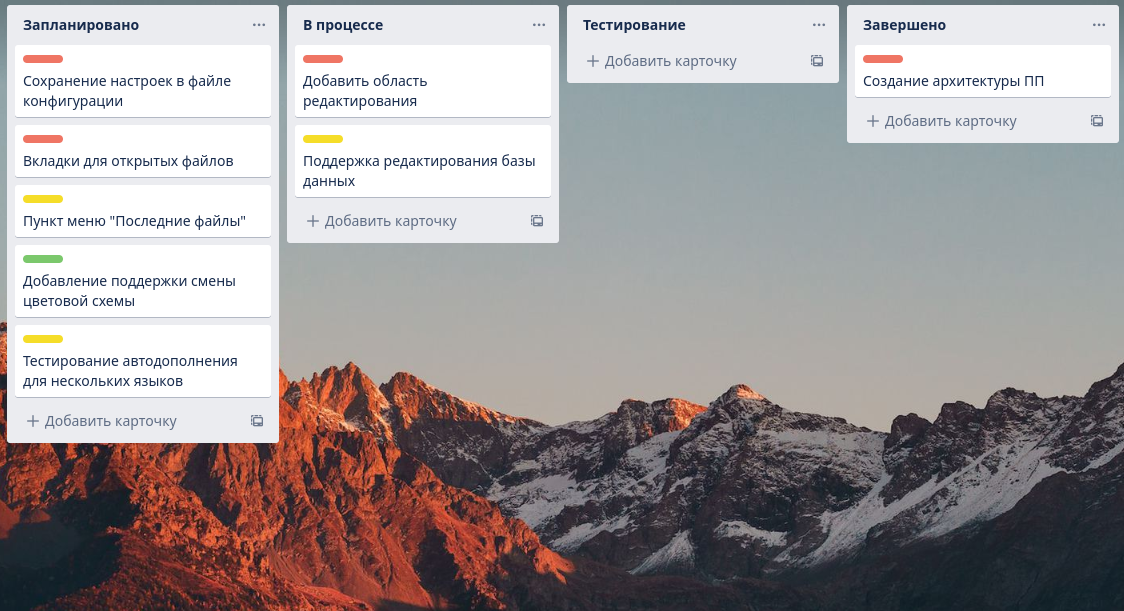 Запланировано
Сохранение настроек в файле
конфигурации
Вкладки для открытых файлов
Пункт меню "Последние файлы"
Добавление поддержки смены
цветовой схемы
Тестирование автодополнения
для нескольких языков
Добавить карточку
В процессе
Добавить область
редактирования
Поддержка редактирования базы
данных
Добавить карточку
Тестирование
Добавить карточку
Завершено
Создание архитектуры ПП
Добавить карточку